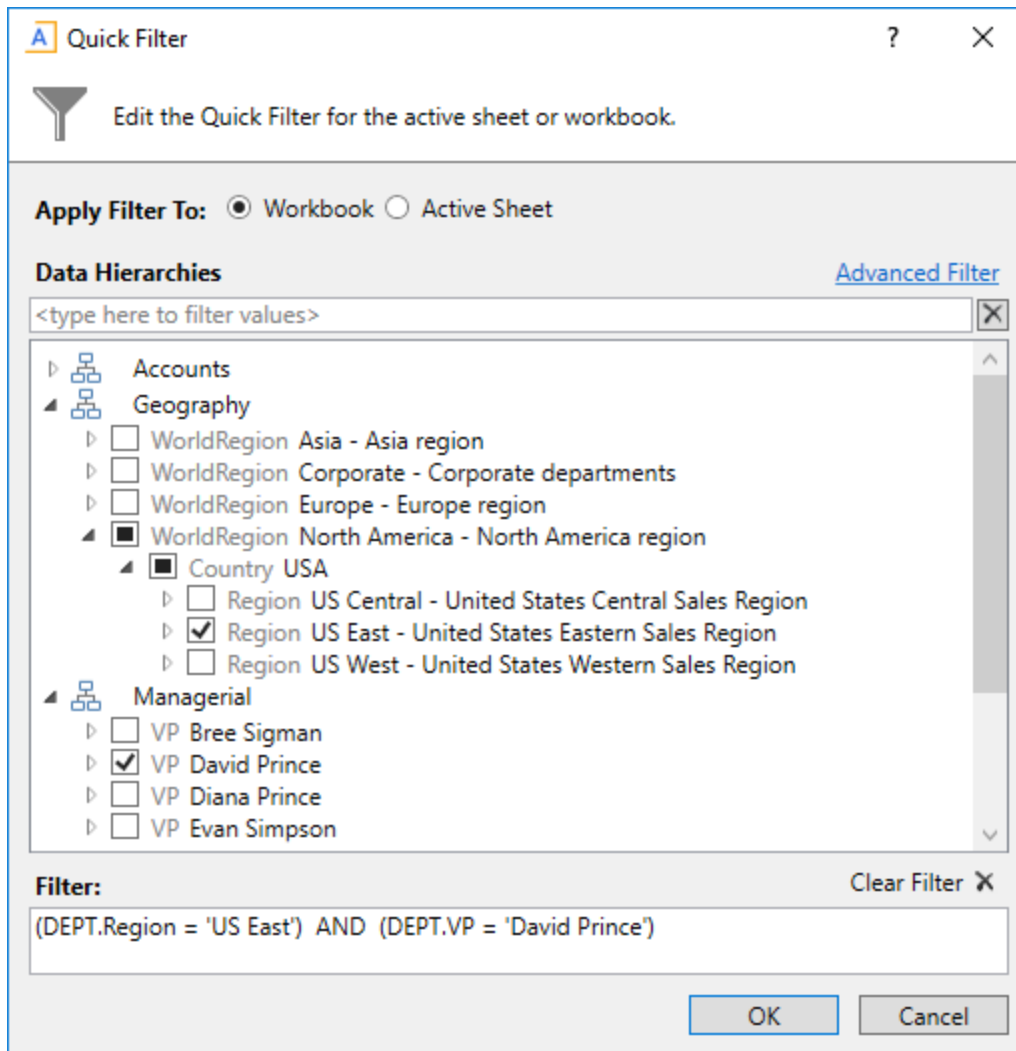 A Quick Filter ?
Edit the Quick Filter for the active sheet or workbook.
Apply Filter To: Workbook Active Sheet
Data Hierarchies Advanced Filter
<type here to filter values>
Accounts
Geography
WorldRegion Asia - Asia region
WorldRegion Corporate - Corporate departments
WorldRegion Europe - Europe region
WorldRegion North America - North America region
Country USA
Region US Central - United States Central Sales Region
Region US East - United States Eastern Sales Region
Region US West - United States Western Sales Region
Managerial
VP Bree Sigman
VP David Prince
VP Diana Prince
VP Evan Simpson
Filter: Clear Filter
(DEPT.Region = 'US East')  AND  (DEPT.VP = 'David Prince')
OK Cancel